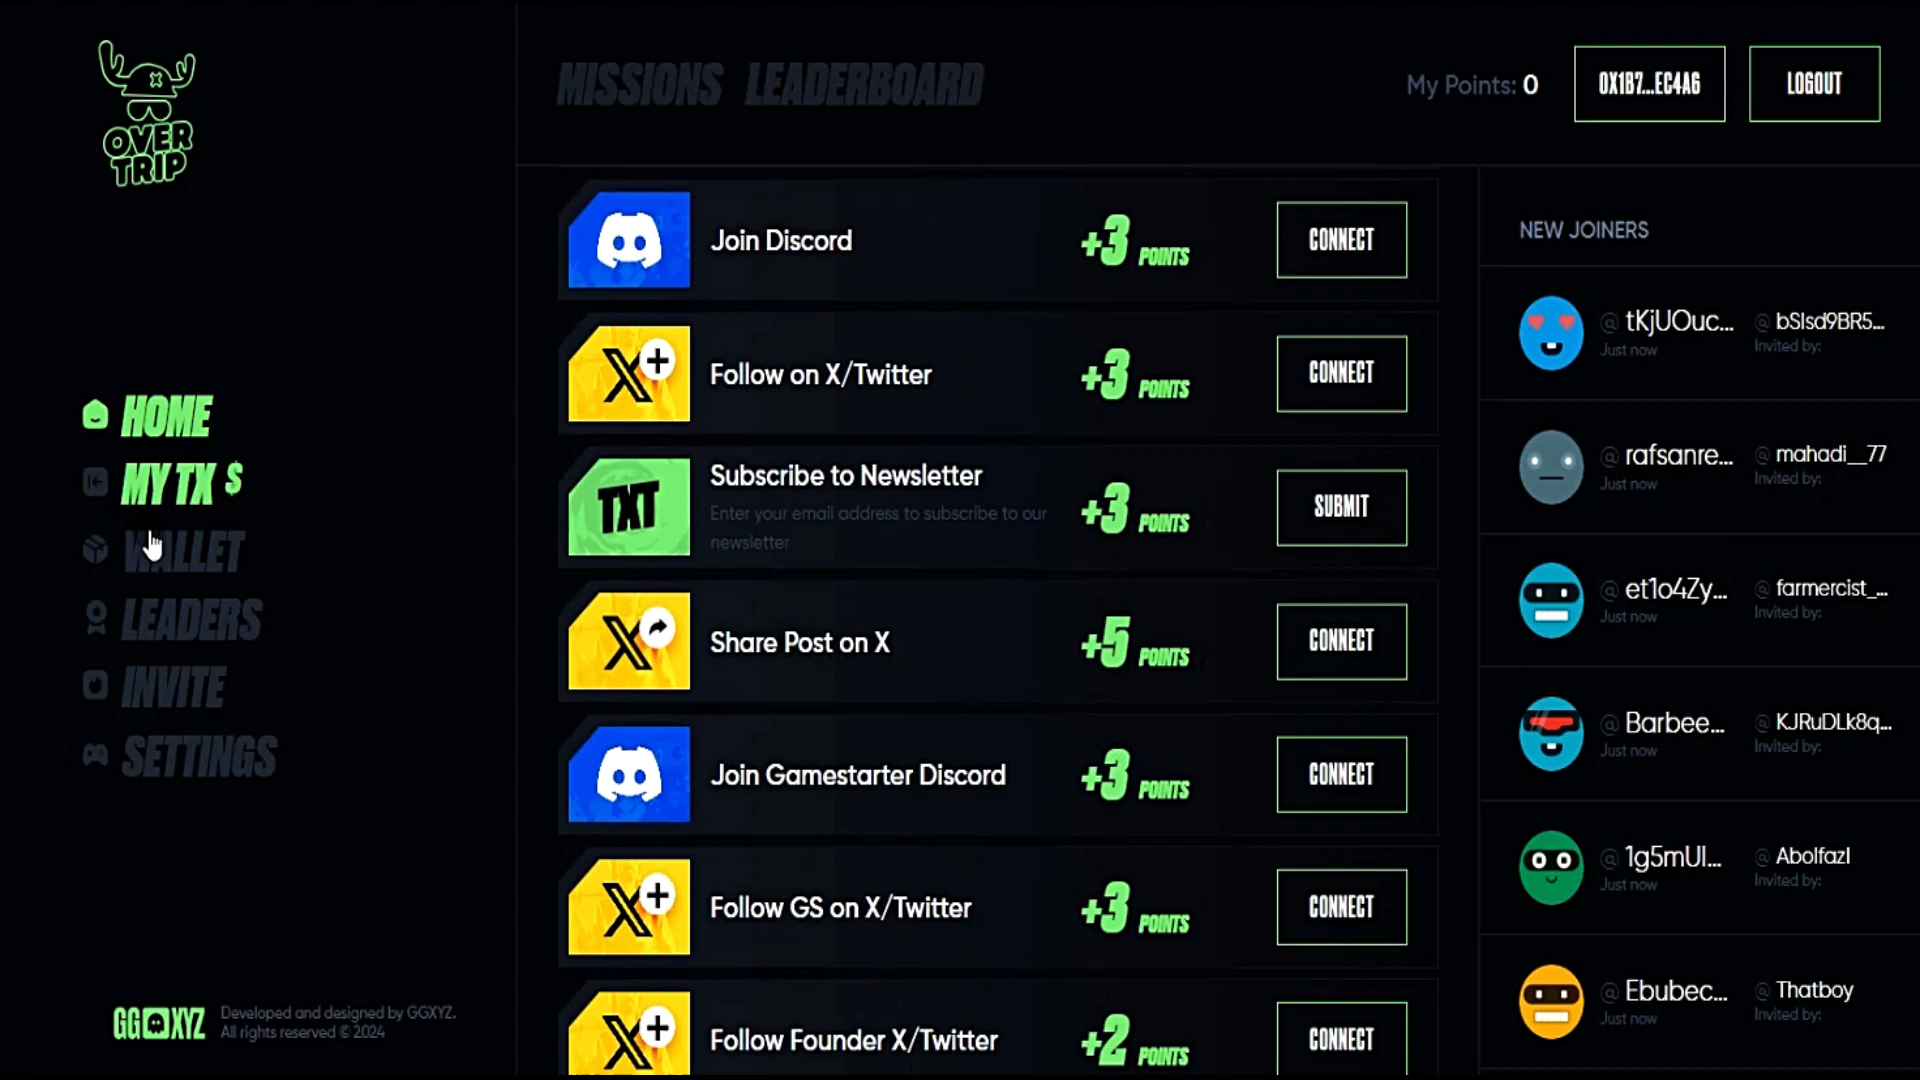 OVER
TRIP
HOME
MY TX $
WALLET
LEADERS
INVITE
SETTINGS
GG XYZ
Developed and designed by GGXYZ.
All rights reserved © 2024
MISSIONS LEADERBOARD
My Points: 0
0X1B7...EC4A6
LOGOUT
Join Discord
+3 POINTS
CONNECT
Follow on X/Twitter
+3 POINTS
CONNECT
TXT
Subscribe to Newsletter
Enter your email address to subscribe to our
newsletter
+3 POINTS
SUBMIT
Share Post on X
+5 POINTS
CONNECT
Join Gamestarter Discord
+3 POINTS
CONNECT
Follow GS on X/Twitter
+3 POINTS
CONNECT
Follow Founder X/Twitter
+2 POINTS
CONNECT
NEW JOINERS
@ tKjUOuc... @ bSIsd9BR5...
Just now Invited by:
@ rafsanre... @ mahadi__77
Just now Invited by:
@ et1o4Zy... @ farmercist_...
Just now Invited by:
@ Barbee... @ KJRuDLk8q...
Just now Invited by:
@ 1g5mUl... @ Abolfazl
Just now Invited by:
@ Ebubec... @ Thatboy
Just now Invited by: